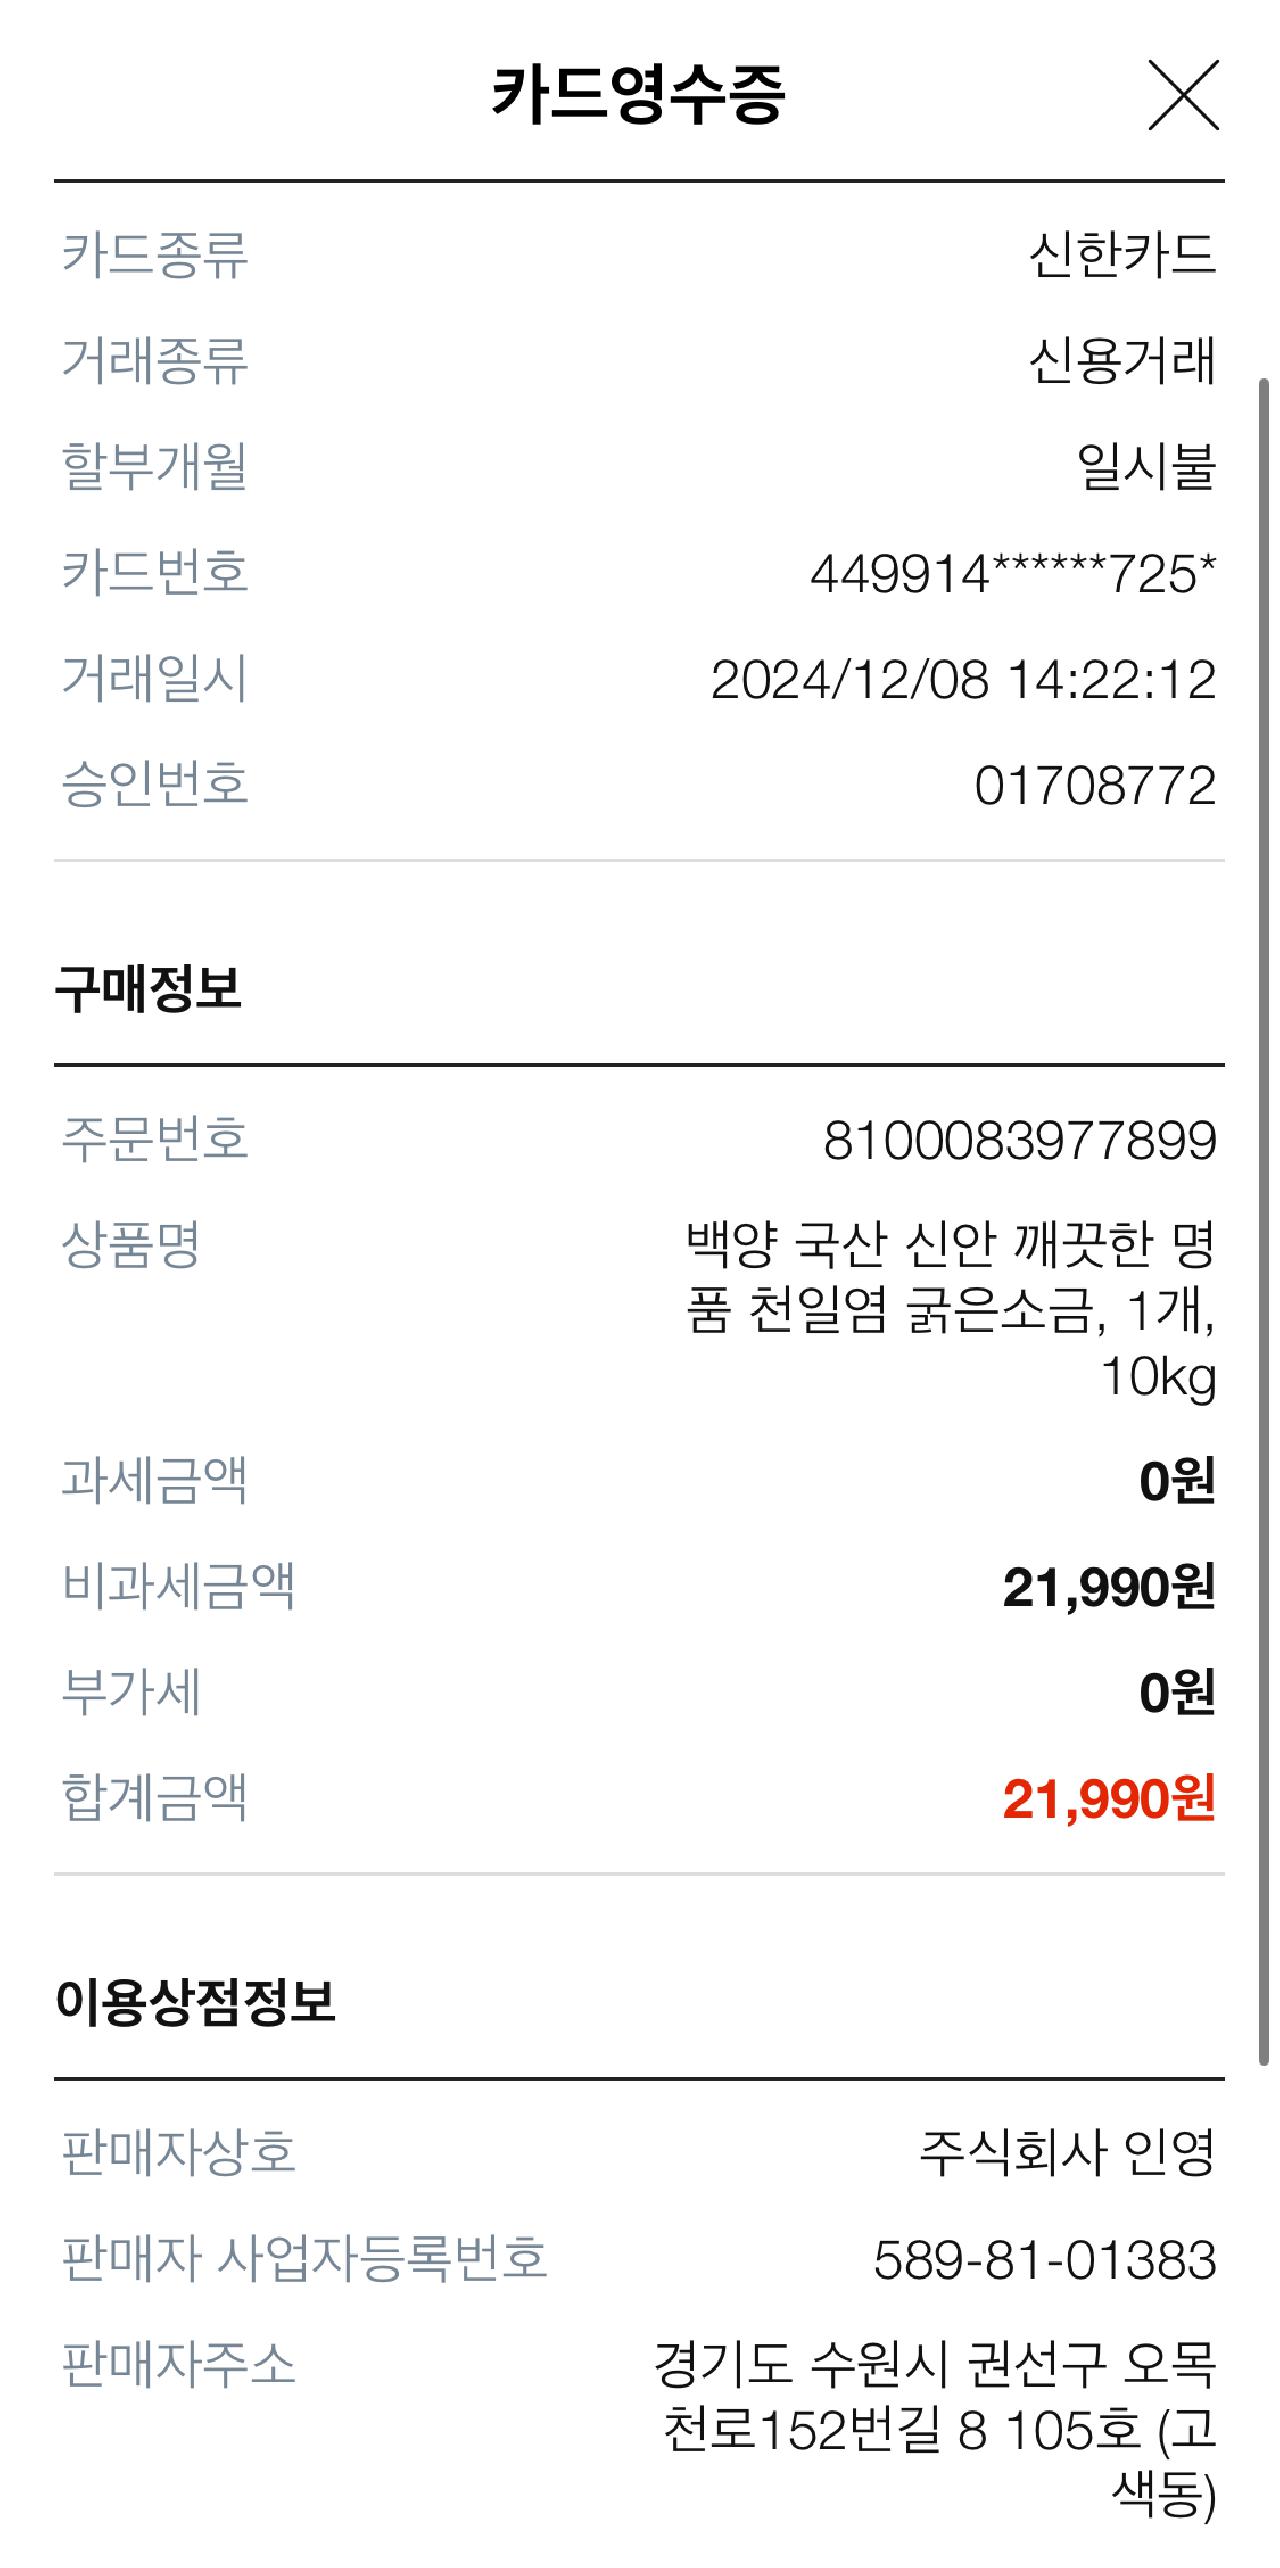 카드영수증
카드종류 신한카드
거래종류 신용거래
할부개월 일시불
카드번호 449914******725*
거래일시 2024/12/08 14:22:12
승인번호 01708772
구매정보
주문번호 8100083977899
상품명 백양 국산 신안 깨끗한 명
품 천일염 굵은소금, 1개,
10kg
과세금액 0원
비과세금액 21,990원
부가세 0원
합계금액 21,990원
이용상점정보
판매자상호 주식회사 인영
판매자 사업자등록번호 589-81-01383
판매자주소 경기도 수원시 권선구 오목
천로152번길 8 105호 (고
색동)